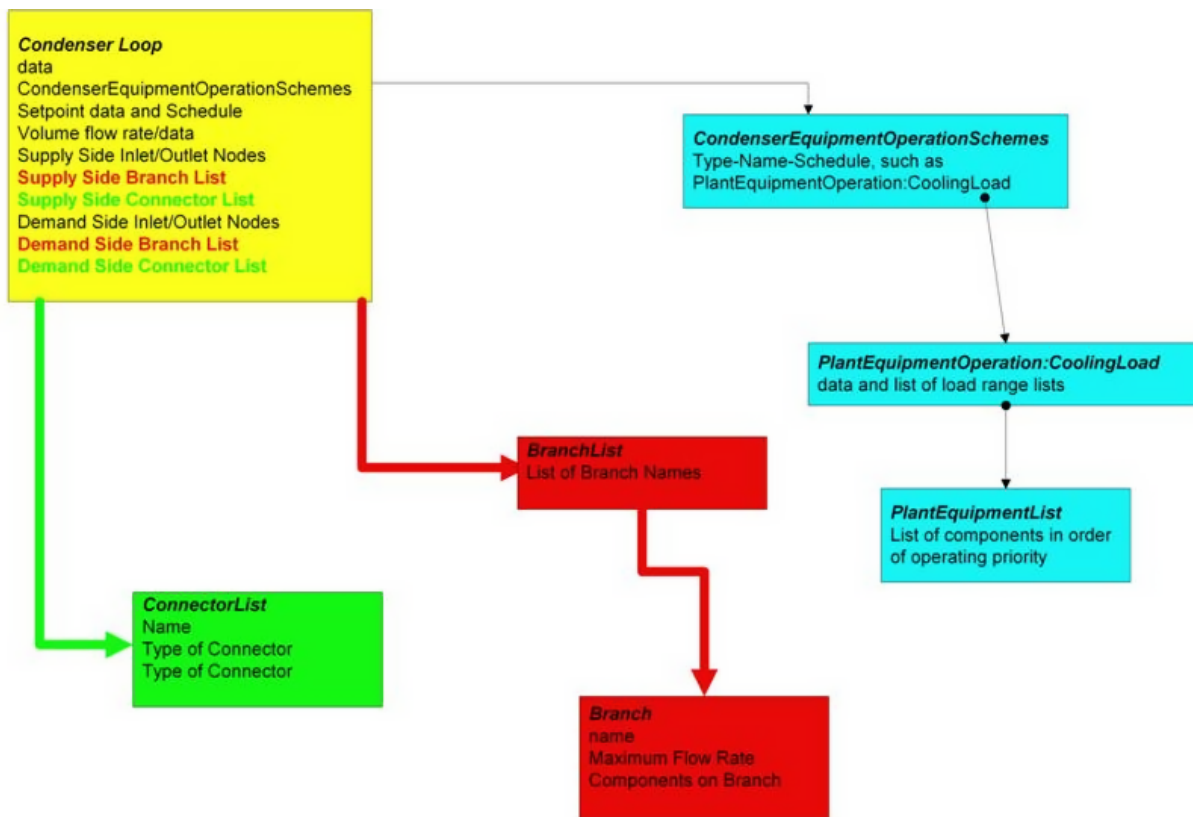 Condenser Loop
data
CondenserEquipmentOperationSchemes
Setpoint data and Schedule
Volume flow rate/data
Supply Side Inlet/Outlet Nodes
Supply Side Branch List
Supply Side Connector List
Demand Side Inlet/Outlet Nodes
Demand Side Branch List
Demand Side Connector List
CondenserEquipmentOperationSchemes
Type-Name-Schedule, such as
PlantEquipmentOperation:CoolingLoad
PlantEquipmentOperation:CoolingLoad
data and list of load range lists
BranchList
List of Branch Names
PlantEquipmentList
List of components in order
of operating priority
ConnectorList
Name
Type of Connector
Type of Connector
Branch
name
Maximum Flow Rate
Components on Branch